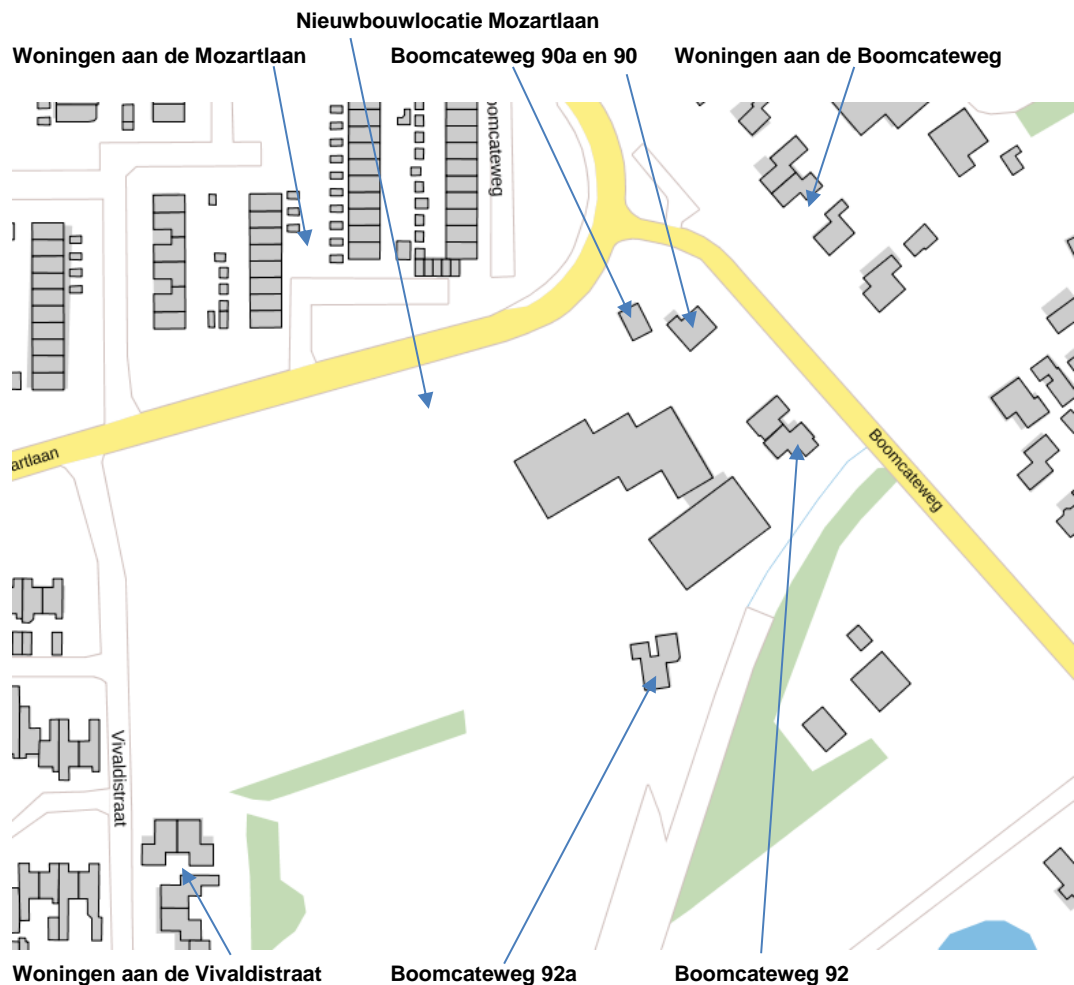 Nieuwbouwlocatie Mozartlaan
Woningen aan de Mozartlaan
Boomcateweg 90a en 90
Woningen aan de Boomcateweg
oomcateweg
artlaan
Boomcateweg
Vivaldistraat
Woningen aan de Vivaldistraat
Boomcateweg 92a
Boomcateweg 92